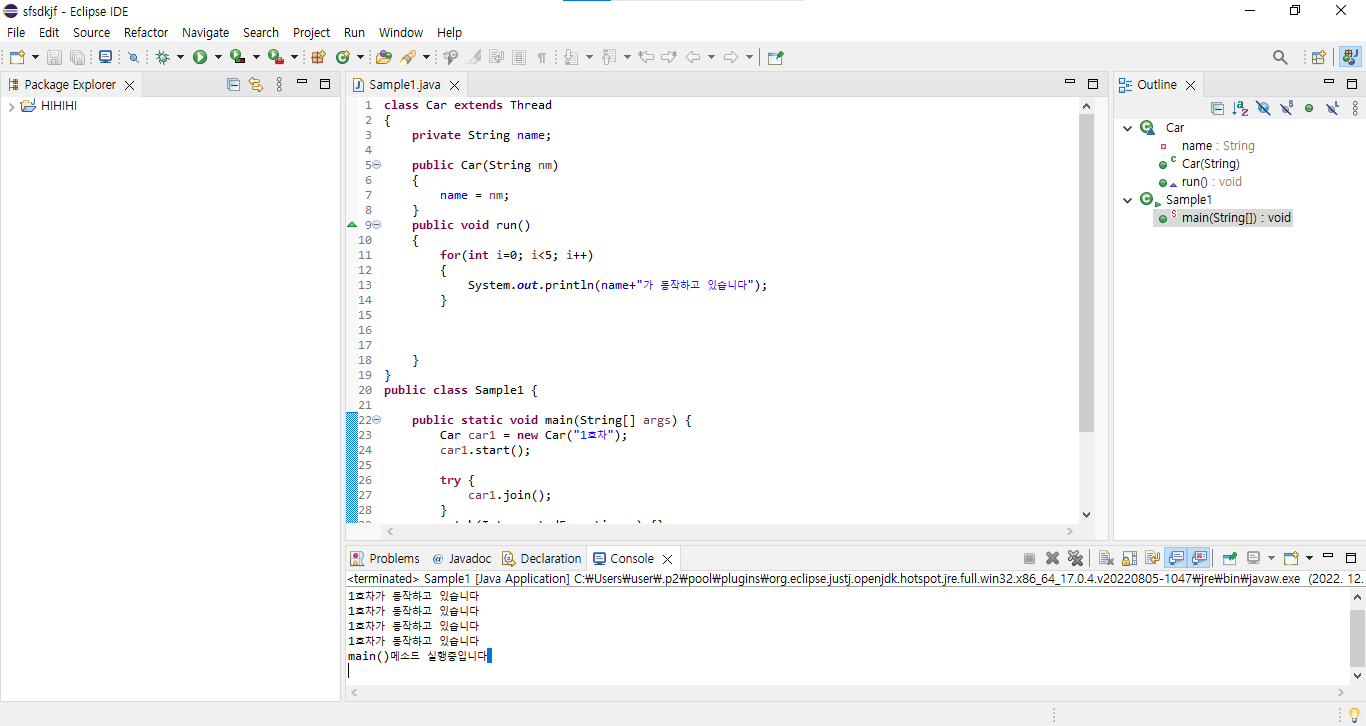 sfsdkjf - Eclipse IDE
File Edit Source Refactor Navigate Search Project Run Window Help
Package Explorer
HIHIHI
Sample1.java
1 class Car extends Thread
2 {
3 private String name;
4
5 public Car(String nm)
6 {
7 name = nm;
8 }
9 public void run()
10 {
11 for(int i=0; i<5; i++)
12 {
13 System.out.println(name+"가 동작하고 있습니다");
14 }
15
16
17
18 }
19 }
20 public class Sample1 {
21
22 public static void main(String[] args) {
23 Car car1 = new Car("1호차");
24 car1.start();
25
26 try {
27 car1.join();
28 }
Outline
Car
name : String
Car(String)
run() : void
Sample1
main(String[]) : void
Problems Javadoc Declaration Console
<terminated> Sample1 [Java Application] C:₩Users₩user₩.p2₩pool₩plugins₩org.eclipse.justj.openjdk.hotspot.jre.full.win32.x86_64_17.0.4.v20220805-1047₩jre₩bin₩javaw.exe (2022. 12.
1호차가 동작하고 있습니다
1호차가 동작하고 있습니다
1호차가 동작하고 있습니다
1호차가 동작하고 있습니다
main()메소드 실행중입니다